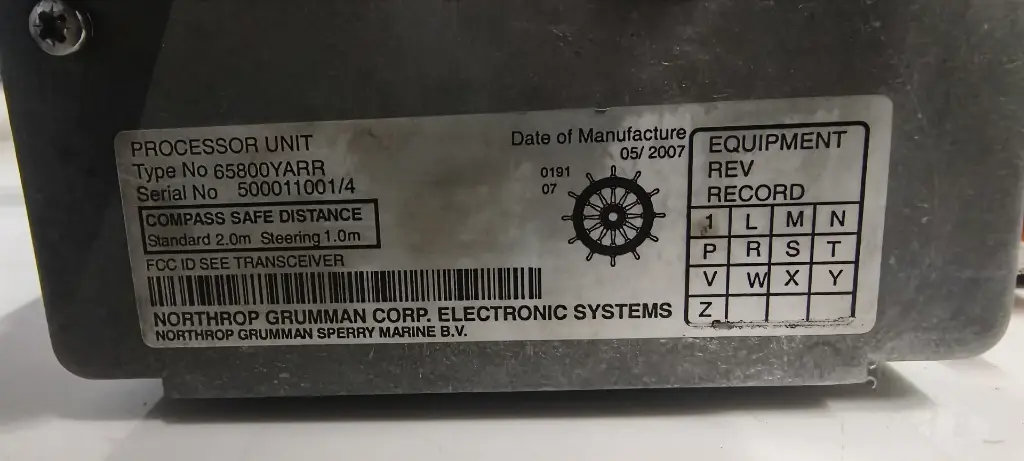 PROCESSOR UNIT
Type No 65800YARR
Serial No 500011001/4
COMPASS SAFE DISTANCE
Standard 2.0m Steering 1.0m
FCC ID SEE TRANSCEIVER
NORTHROP GRUMMAN CORP. ELECTRONIC SYSTEMS
NORTHROP GRUMMAN SPERRY MARINE B.V.
Date of Manufacture
05/2007
0191
07
EQUIPMENT
REV
RECORD
1 L M N
P R S T
V W X Y
Z